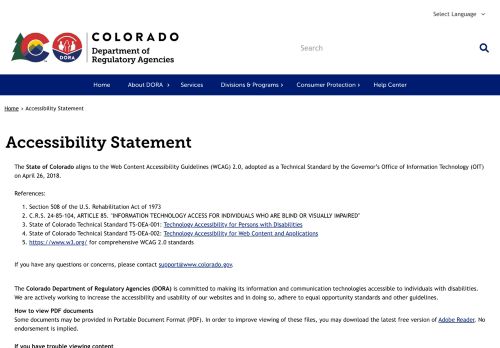 Select Language
COLORADO
Department of
Regulatory Agencies
DORA
Search
Home
About DORA
Services
Divisions & Programs
Consumer Protection
Help Center
Home > Accessibility Statement
Accessibility Statement
The State of Colorado aligns to the Web Content Accessibility Guidelines (WCAG) 2.0, adopted as a Technical Standard by the Governor's Office of Information Technology (OIT)
on April 26, 2018.
References:
1. Section 508 of the U.S. Rehabilitation Act of 1973
2. C.R.S. 24-85-104, ARTICLE 85. "INFORMATION TECHNOLOGY ACCESS FOR INDIVIDUALS WHO ARE BLIND OR VISUALLY IMPAIRED"
3. State of Colorado Technical Standard TS-OEA-001: Technology Accessibility for Persons with Disabilities
4. State of Colorado Technical Standard TS-OEA-002: Technology Accessibility for Web Content and Applications
5. https://www.w3.org/ for comprehensive WCAG 2.0 standards
If you have any questions or concerns, please contact support@www.colorado.gov.
The Colorado Department of Regulatory Agencies (DORA) is committed to making its information and communication technologies accessible to individuals with disabilities.
We are actively working to increase the accessibility and usability of our websites and in doing so, adhere to equal opportunity standards and other guidelines.
How to view PDF documents
Some documents may be provided in Portable Document Format (PDF). In order to improve viewing of these files, you may download the latest free version of Adobe Reader. No
endorsement is implied.
If you have trouble viewing content